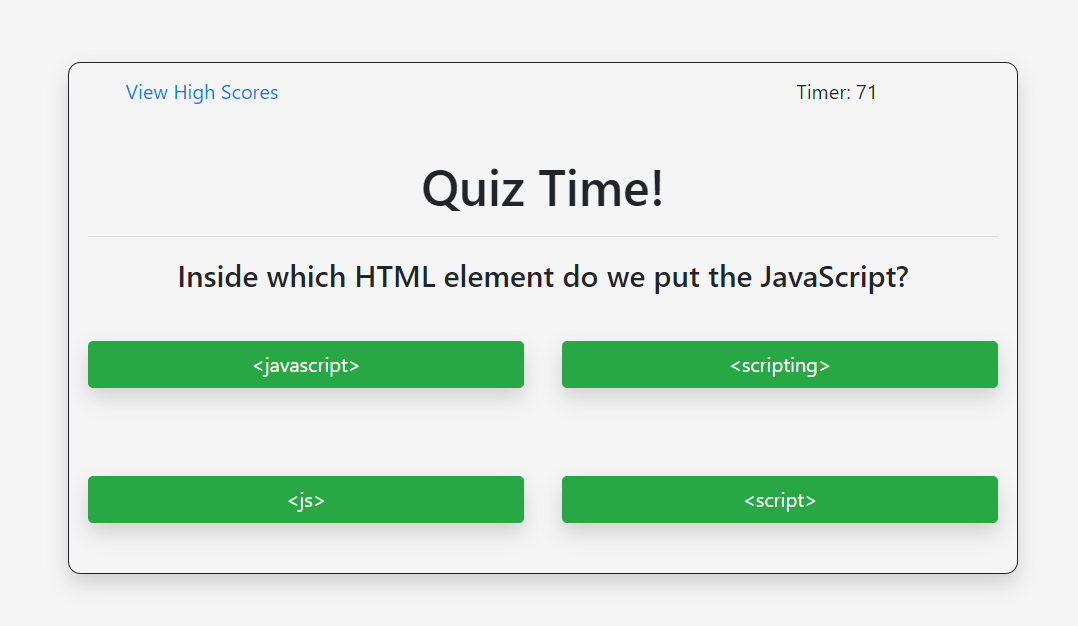 View High Scores
Timer: 71
Quiz Time!
Inside which HTML element do we put the JavaScript?
<javascript>
<scripting>
<js>
<script>